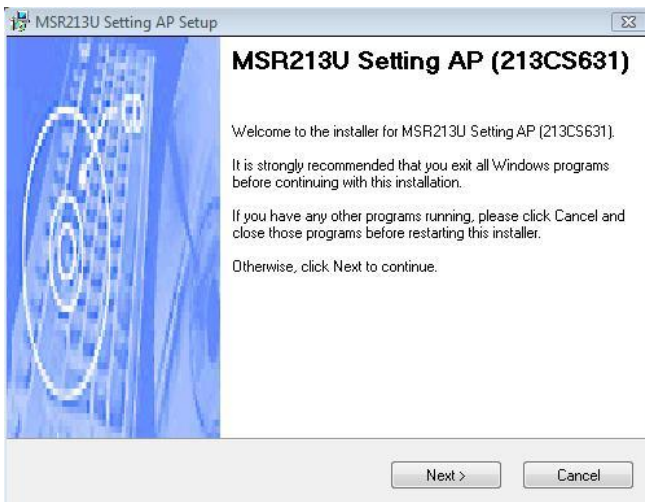 MSR213U Setting AP Setup
MSR213U Setting AP (213CS631)
Welcome to the installer for MSR213U Setting AP (213CS631).
It is strongly recommended that you exit all Windows programs
before continuing with this installation.
If you have any other programs running, please click Cancel and
close those programs before restarting this installer.
Otherwise, click Next to continue.
Next >
Cancel